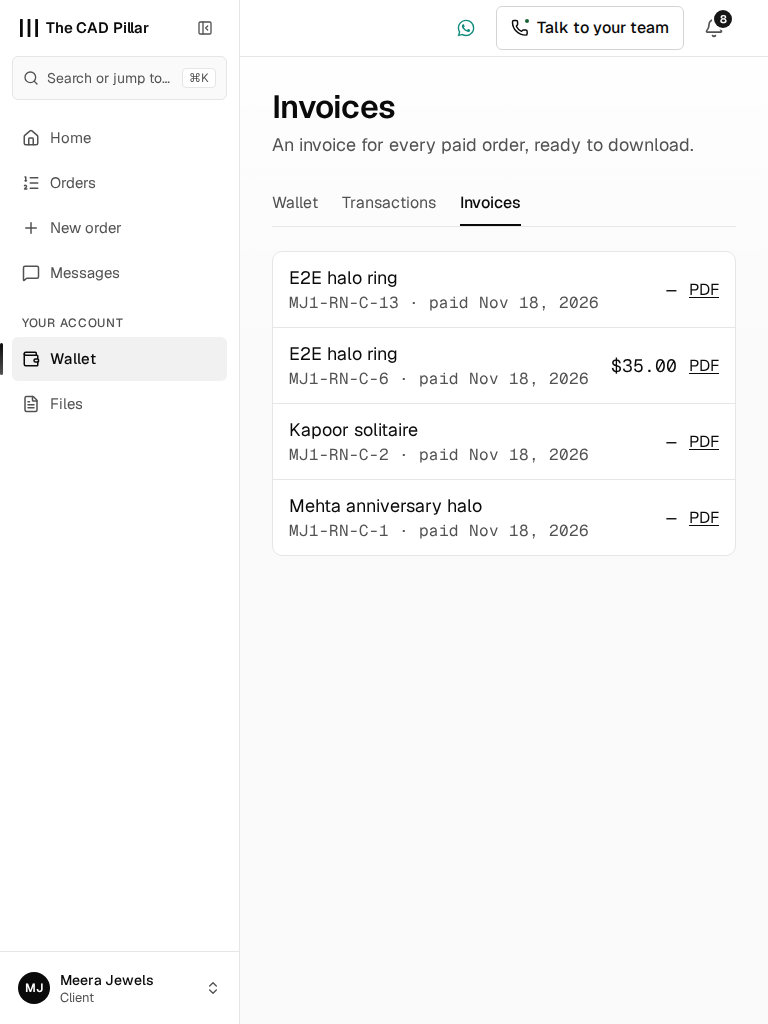 The CAD Pillar
Search or jump to… ⌘K
Home
Orders
New order
Messages
YOUR ACCOUNT
Wallet
Files
MJ
Meera Jewels
Client
Talk to your team
8
Invoices
An invoice for every paid order, ready to download.
Wallet Transactions Invoices
E2E halo ring
MJ1-RN-C-13 · paid Nov 18, 2026
— PDF
E2E halo ring
MJ1-RN-C-6 · paid Nov 18, 2026
$35.00 PDF
Kapoor solitaire
MJ1-RN-C-2 · paid Nov 18, 2026
— PDF
Mehta anniversary halo
MJ1-RN-C-1 · paid Nov 18, 2026
— PDF